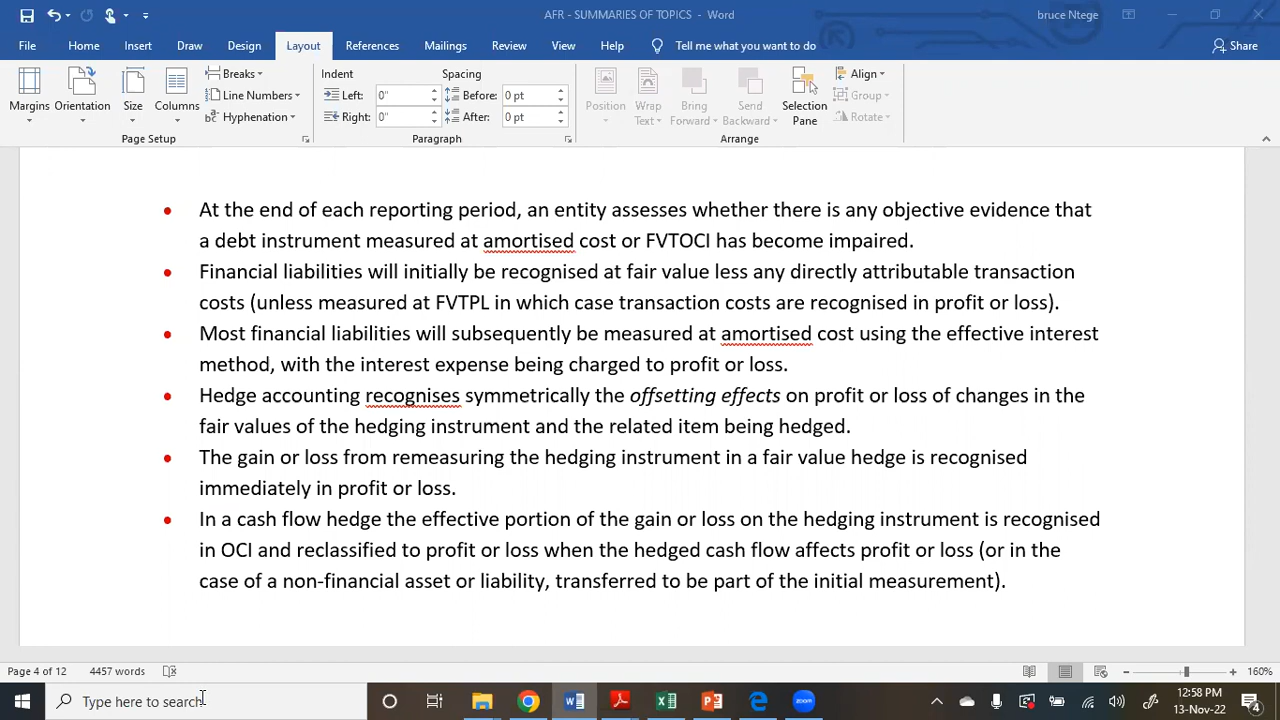 AFR - SUMMARIES OF TOPICS - Word
bruce Ntege
File Home Insert Draw Design Layout References Mailings Review View Help Tell me what you want to do Share
Margins
Orientation
Size
Columns
Breaks
Line Numbers
Hyphenation
Page Setup
Indent
Left: 0"
Right: 0"
Spacing
Before: 0 pt
After: 0 pt
Paragraph
Position
Wrap Text
Bring Forward
Send Backward
Selection Pane
Align
Group
Rotate
Arrange
• At the end of each reporting period, an entity assesses whether there is any objective evidence that
a debt instrument measured at amortised cost or FVTOCI has become impaired.
• Financial liabilities will initially be recognised at fair value less any directly attributable transaction
costs (unless measured at FVTPL in which case transaction costs are recognised in profit or loss).
• Most financial liabilities will subsequently be measured at amortised cost using the effective interest
method, with the interest expense being charged to profit or loss.
• Hedge accounting recognises symmetrically the offsetting effects on profit or loss of changes in the
fair values of the hedging instrument and the related item being hedged.
• The gain or loss from remeasuring the hedging instrument in a fair value hedge is recognised
immediately in profit or loss.
• In a cash flow hedge the effective portion of the gain or loss on the hedging instrument is recognised
in OCI and reclassified to profit or loss when the hedged cash flow affects profit or loss (or in the
case of a non-financial asset or liability, transferred to be part of the initial measurement).
Page 4 of 12 4457 words 160%
Type here to search
zoom
12:58 PM
13-Nov-22
4